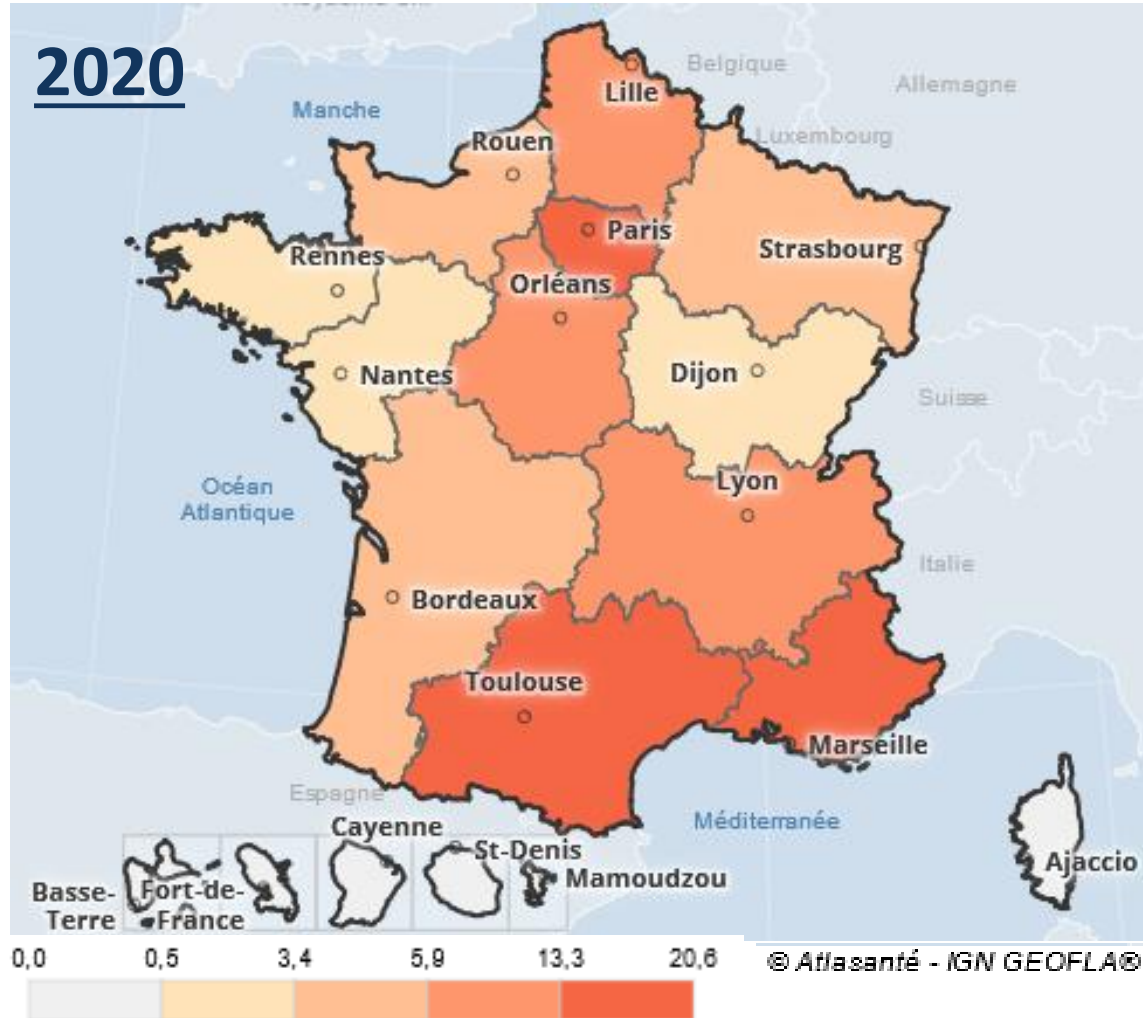 2020
Belgique
Allemagne
Manche
Lille
Luxembourg
Rouen
Paris
Strasbourg
Rennes
Orléans
Nantes
Dijon
Suisse
Lyon
Océan
Atlantique
Italie
Bordeaux
Toulouse
Marseille
Espagne
Méditerranée
Cayenne
St-Denis
Ajaccio
Mamoudzou
Basse-
Terre
Fort-de-
France
0,0 0,5 3,4 5,9 13,3 20,6
© Atlasanté - IGN GEOFLA®